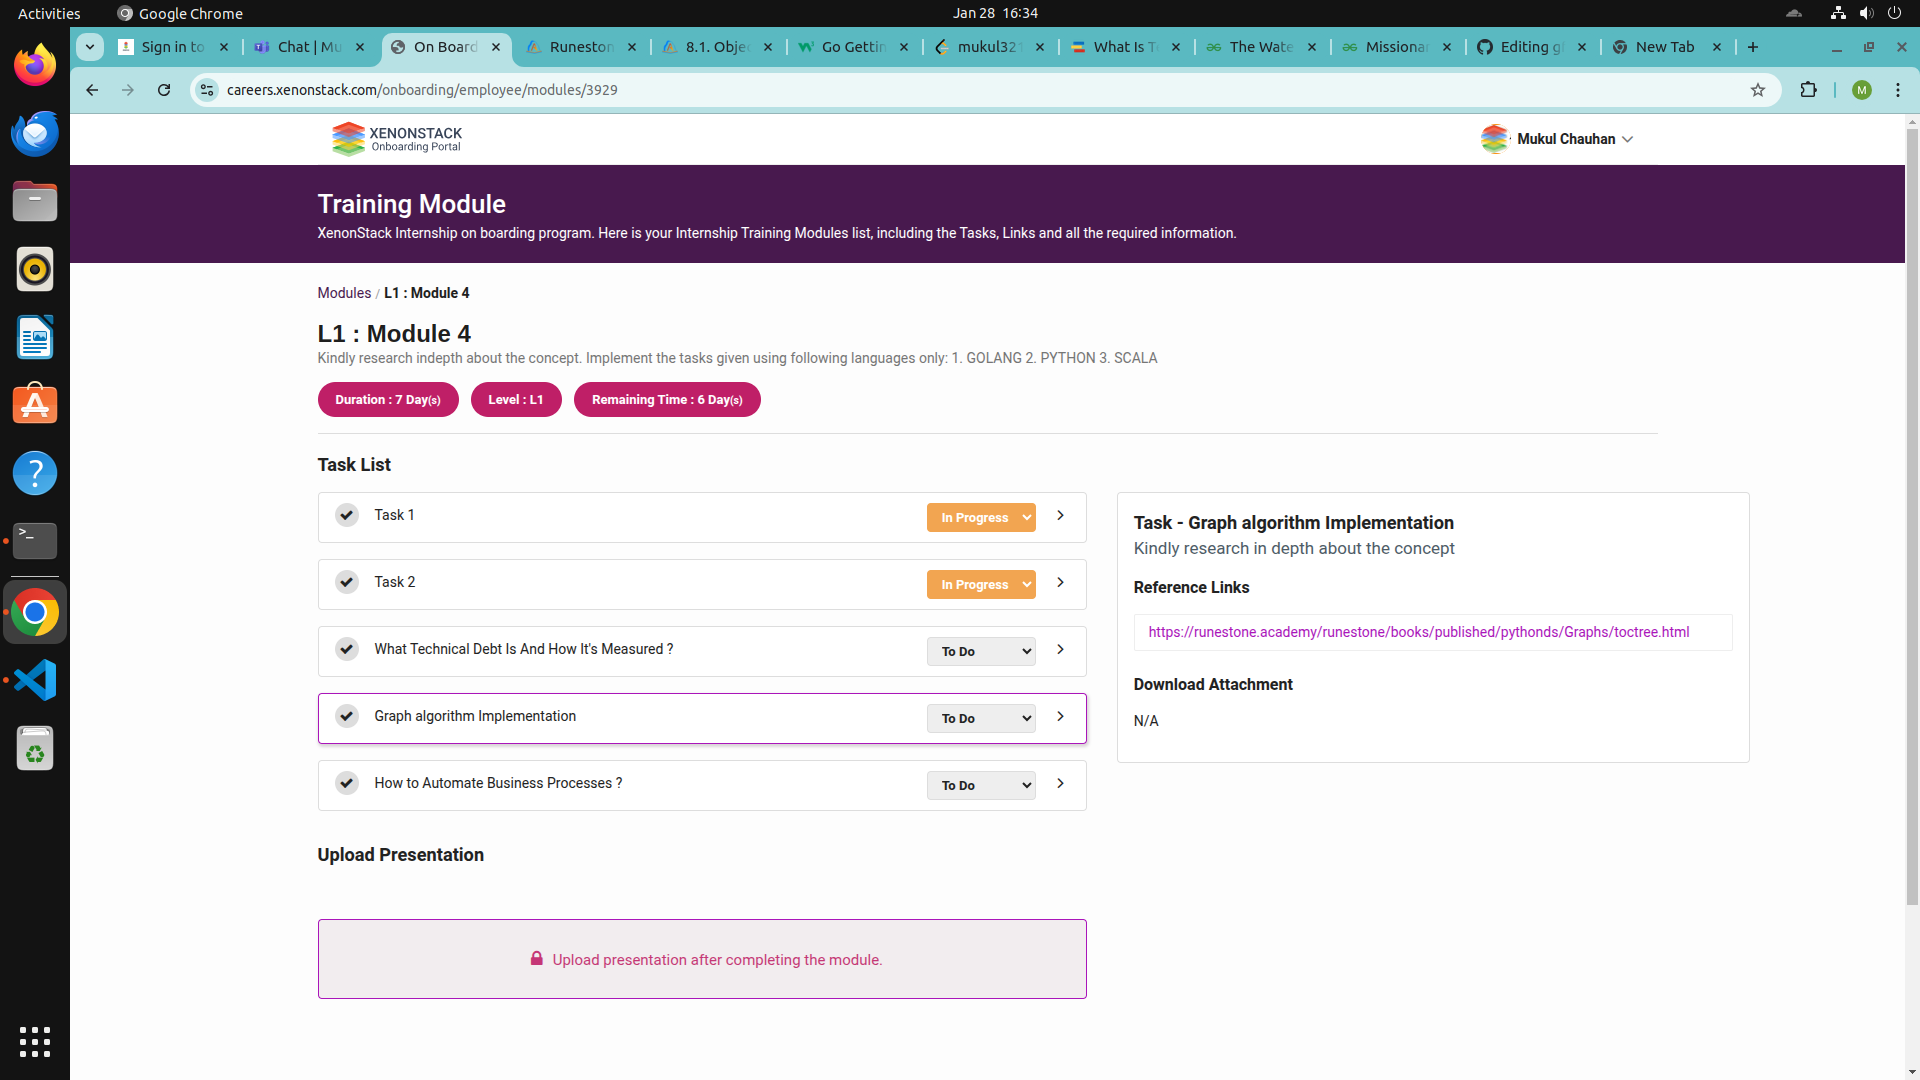 Activities
Google Chrome
Jan 28 16:34
Sign in to
Chat | Mu
On Board
Runeston
8.1. Obje
Go Gettin
mukul321
What Is Te
The Wate
Missionar
Editing g
New Tab
careers.xenonstack.com/onboarding/employee/modules/3929
M
XENONSTACK
Onboarding Portal
Mukul Chauhan
Training Module
XenonStack Internship on boarding program. Here is your Internship Training Modules list, including the Tasks, Links and all the required information.
Modules / L1 : Module 4
L1 : Module 4
Kindly research indepth about the concept. Implement the tasks given using following languages only: 1. GOLANG 2. PYTHON 3. SCALA
Duration : 7 Day(s)
Level : L1
Remaining Time : 6 Day(s)
Task List
Task 1
In Progress
Task 2
In Progress
What Technical Debt Is And How It's Measured ?
To Do
Graph algorithm Implementation
To Do
How to Automate Business Processes ?
To Do
Task - Graph algorithm Implementation
Kindly research in depth about the concept
Reference Links
https://runestone.academy/runestone/books/published/pythonds/Graphs/toctree.html
Download Attachment
N/A
Upload Presentation
Upload presentation after completing the module.